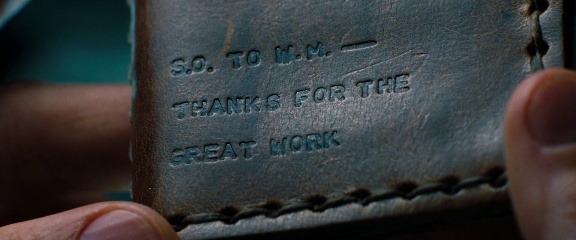 S.O. TO W.M. —
THANKS FOR THE
GREAT WORK